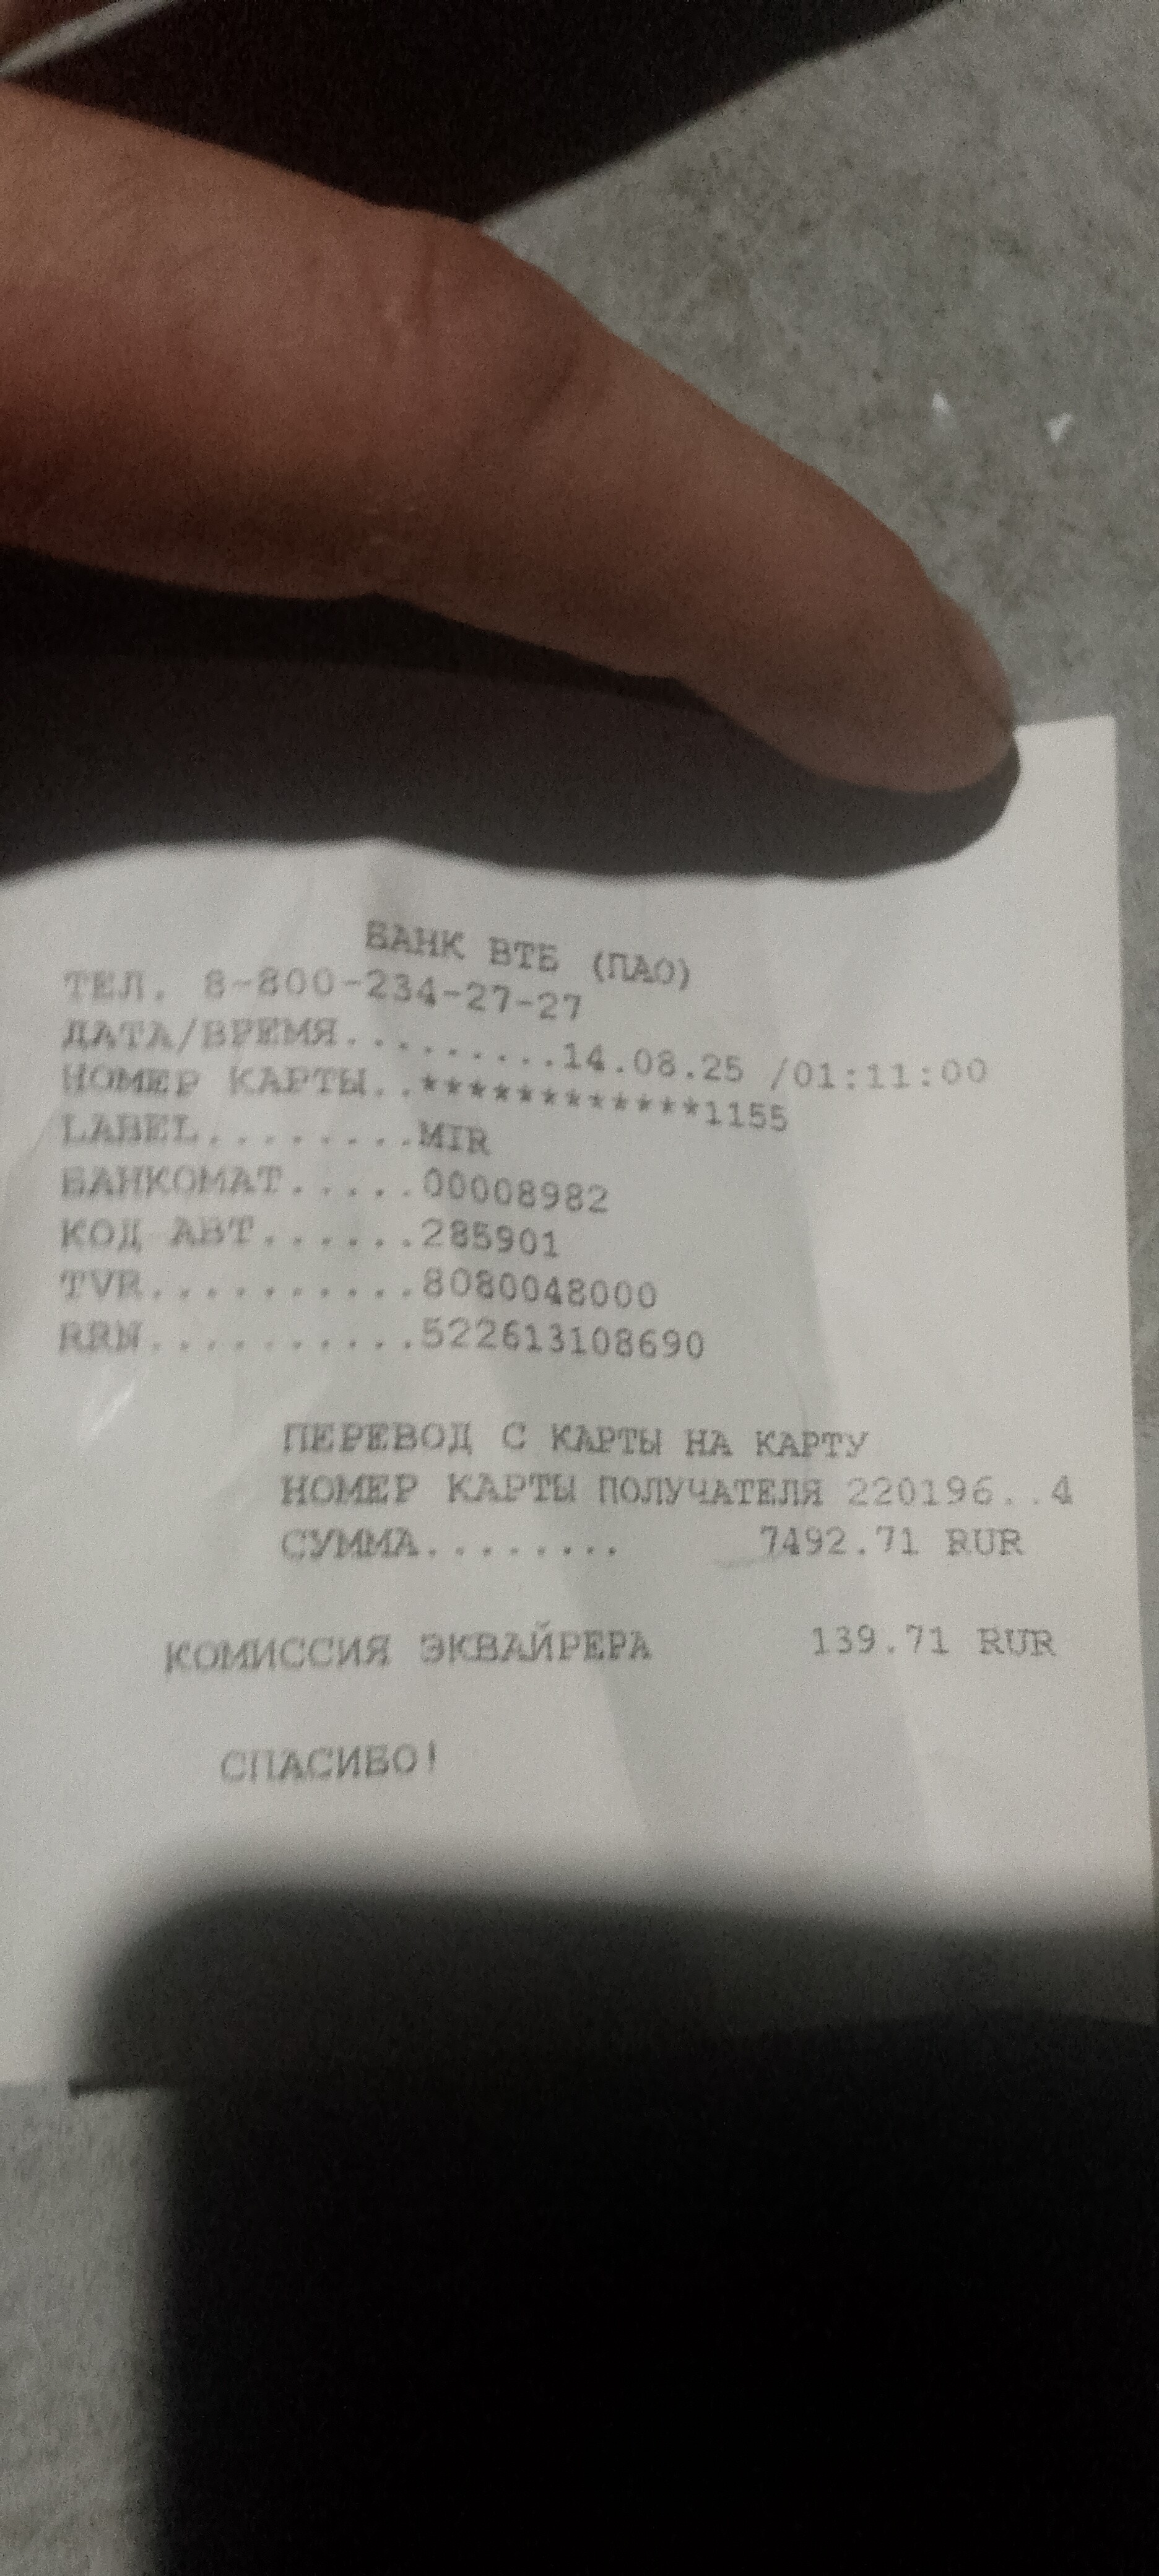 БАНК ВТБ (ПАО)
ТЕЛ. 8-800-234-27-27
ДАТА/ВРЕМЯ.........14.08.25 /01:11:00
НОМЕР КАРТЫ..************1155
LABEL.........MIR
БАНКОМАТ.....00008982
КОД АВТ......285901
TVR...........8080048000
RRN...........522613108690
ПЕРЕВОД С КАРТЫ НА КАРТУ
НОМЕР КАРТЫ ПОЛУЧАТЕЛЯ 220196..4
СУММА........ 7492.71 RUR
КОМИССИЯ ЭКВАЙРЕРА 139.71 RUR
СПАСИБО!